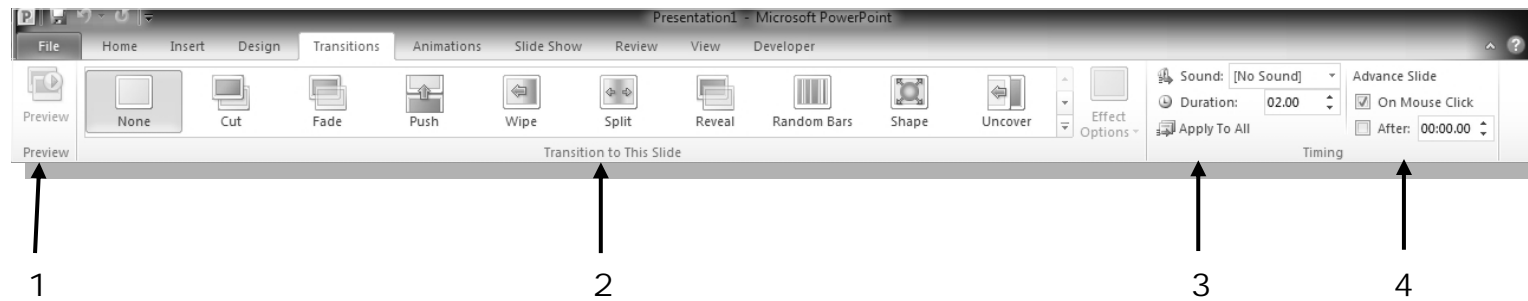 Presentation1 - Microsoft PowerPoint
File Home Insert Design Transitions Animations Slide Show Review View Developer
Preview
None Cut Fade Push Wipe Split Reveal Random Bars Shape Uncover
Effect Options
Sound: [No Sound]
Duration: 02.00
Apply To All
Advance Slide
On Mouse Click
After: 00:00.00
Preview Transition to This Slide Timing
1 2 3 4